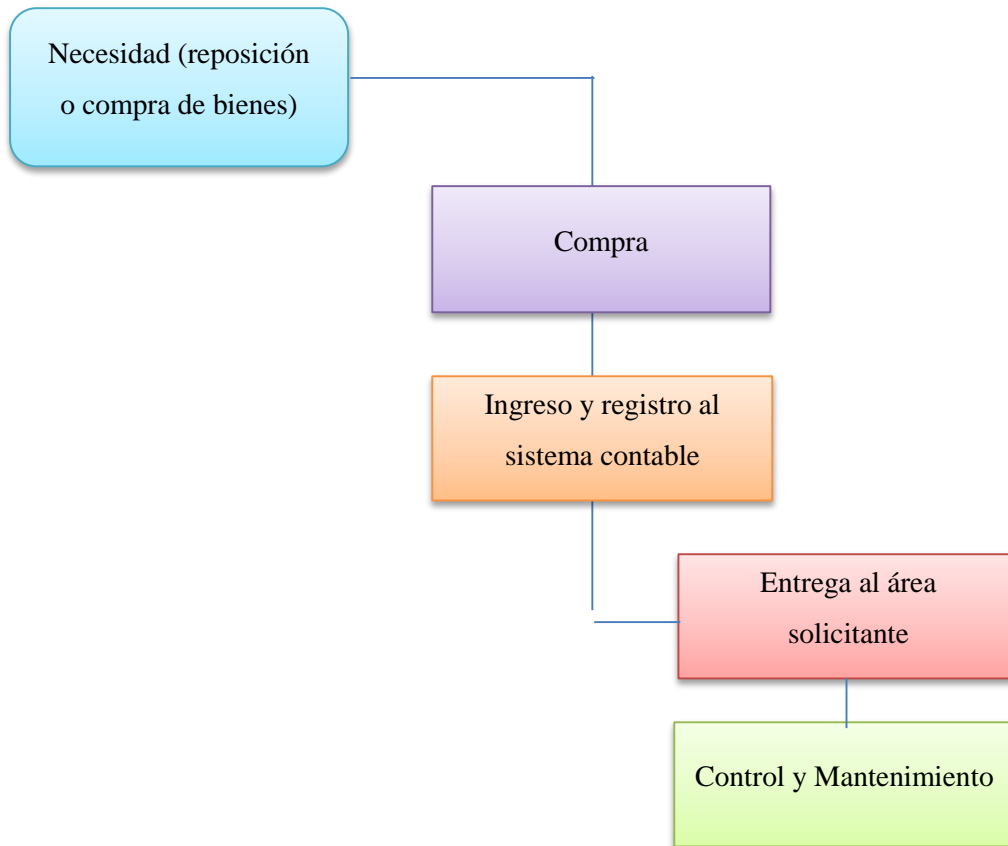 Necesidad (reposición
o compra de bienes)
Compra
Ingreso y registro al
sistema contable
Entrega al área
solicitante
Control y Mantenimiento